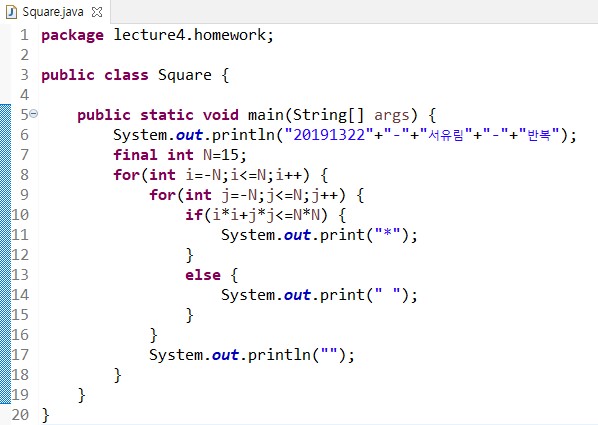 Square.java
1 package lecture4.homework;
2
3 public class Square {
4
5 public static void main(String[] args) {
6 System.out.println("20191322"+"-"+"서유림"+"-"+"반복");
7 final int N=15;
8 for(int i=-N;i<=N;i++) {
9 for(int j=-N;j<=N;j++) {
10 if(i*i+j*j<=N*N) {
11 System.out.print("*");
12 }
13 else {
14 System.out.print(" ");
15 }
16 }
17 System.out.println("");
18 }
19 }
20 }